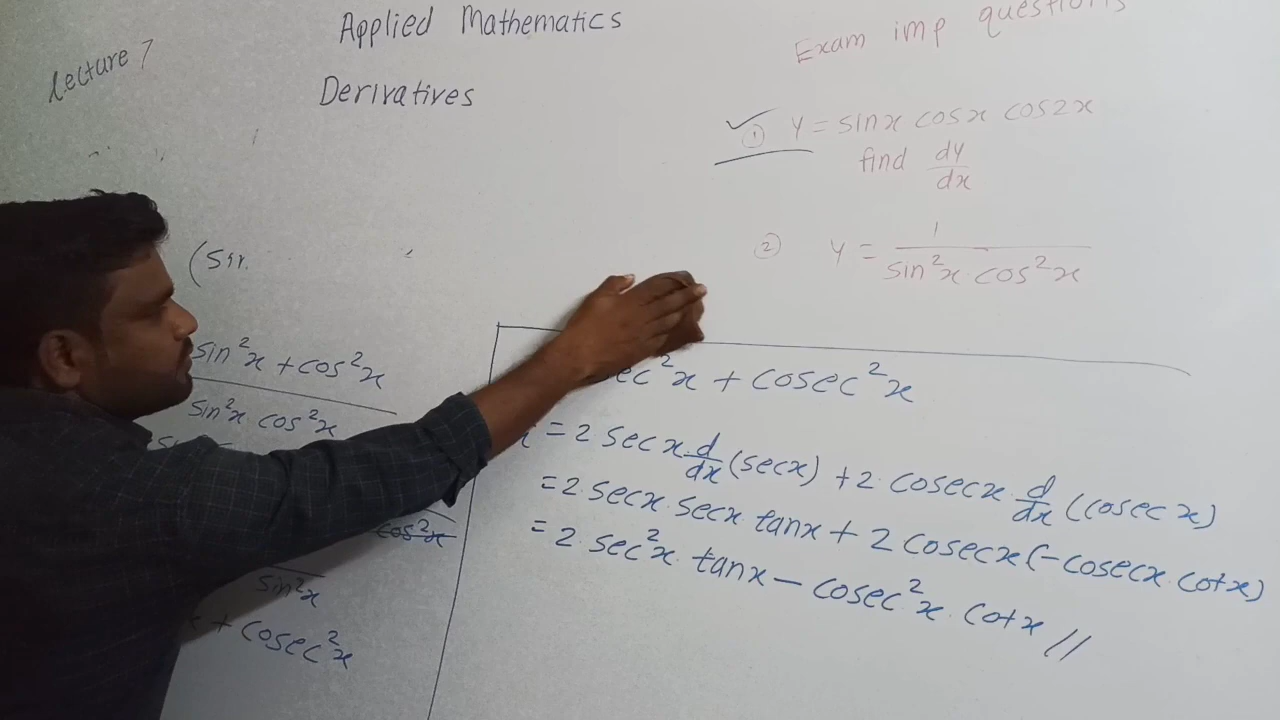 Lecture 7
Applied Mathematics
Derivatives
Exam imp questions
① y = sinx cosx cos2x
find dy/dx
② y = 1/(sin²x cos²x)
(Sin
sin²x + cos²x
sin²x cos²x
cos²x
sin²x
+ cosec²x
sec²x + cosec²x
= 2 secx. d/dx (secx) + 2. cosecx. d/dx (cosecx)
= 2. secx. secx. tanx + 2 cosecx (-cosecx. cotx)
= 2. sec²x. tanx - cosec²x. cotx //